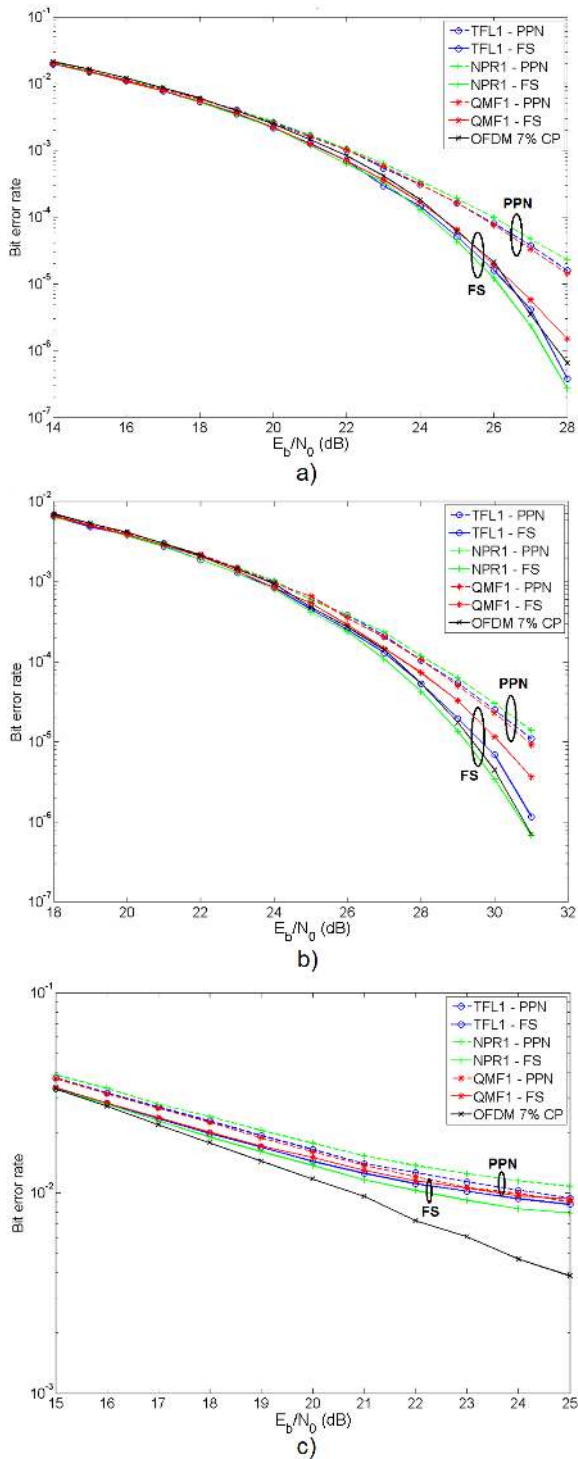 10^-1
10^-2
10^-3
10^-4
10^-5
10^-6
10^-7
Bit error rate
TFL1 - PPN
TFL1 - FS
NPR1 - PPN
NPR1 - FS
QMF1 - PPN
QMF1 - FS
OFDM 7% CP
PPN
FS
14 16 18 20 22 24 26 28
E_b/N_0 (dB)
a)
10^-2
10^-3
10^-4
10^-5
10^-6
10^-7
Bit error rate
TFL1 - PPN
TFL1 - FS
NPR1 - PPN
NPR1 - FS
QMF1 - PPN
QMF1 - FS
OFDM 7% CP
PPN
FS
18 20 22 24 26 28 30 32
E_b/N_0 (dB)
b)
10^-1
10^-2
10^-3
Bit error rate
TFL1 - PPN
TFL1 - FS
NPR1 - PPN
NPR1 - FS
QMF1 - PPN
QMF1 - FS
OFDM 7% CP
PPN
FS
15 16 17 18 19 20 21 22 23 24 25
E_b/N_0 (dB)
c)